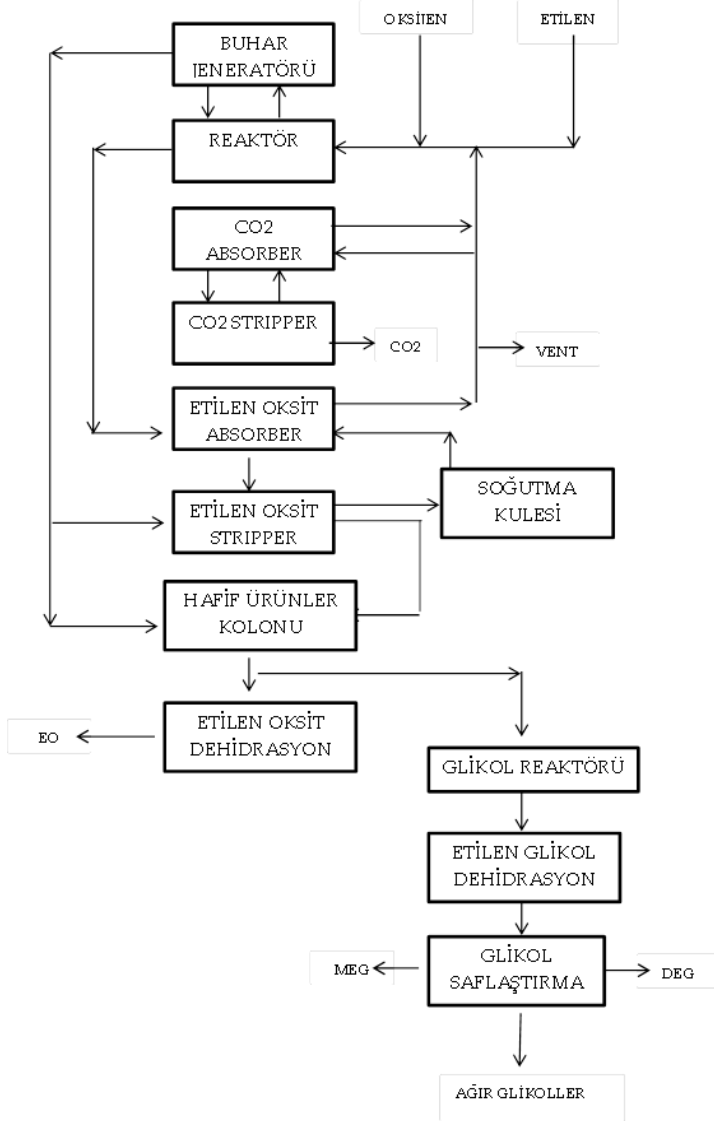 OKSİJEN
ETİLEN
BUHAR
JENERATÖRÜ
REAKTÖR
CO2
ABSORBER
CO2 STRIPPER
CO2
VENT
ETİLEN OKSİT
ABSORBER
ETİLEN OKSİT
STRIPPER
SOĞUTMA
KULESİ
HAFİF ÜRÜNLER
KOLONU
ETİLEN OKSİT
DEHİDRASYON
EO
GLİKOL REAKTÖRÜ
ETİLEN GLİKOL
DEHİDRASYON
GLİKOL
SAFLAŞTIRMA
MEG
DEG
AĞIR GLİKOLLER